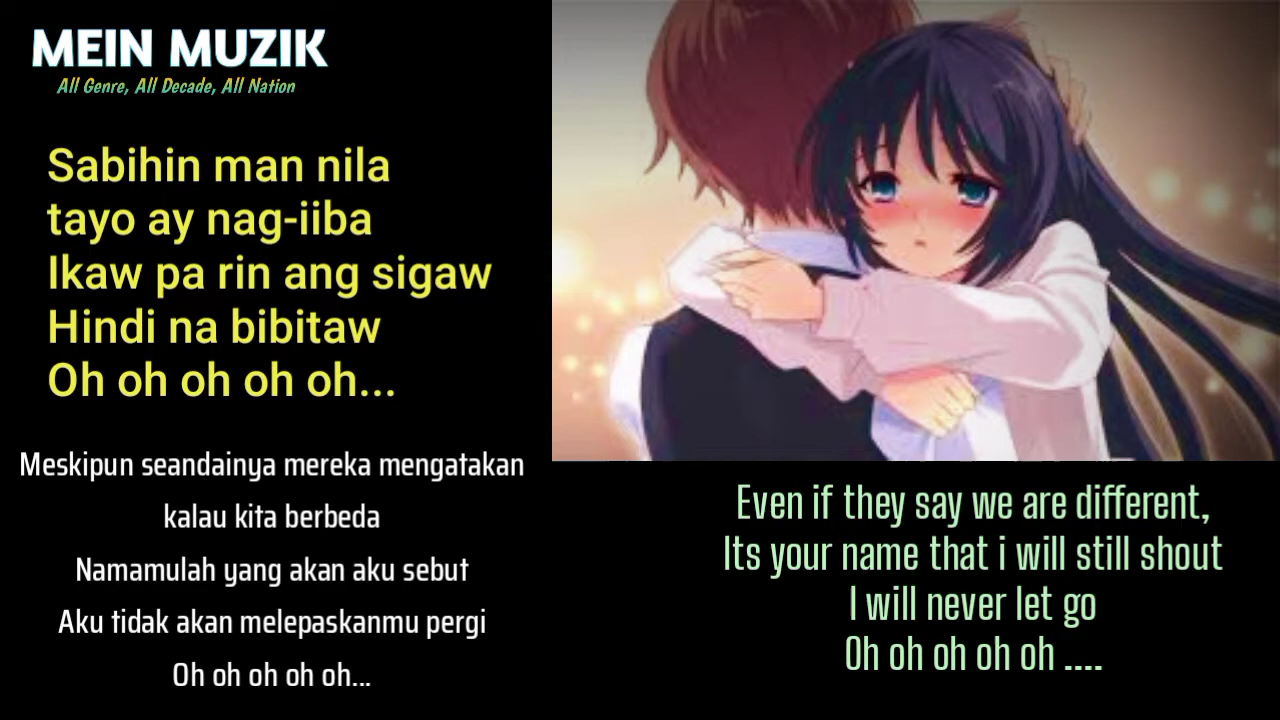 MEIN MUZIK
All Genre, All Decade, All Nation
Sabihin man nila
tayo ay nag-iiba
Ikaw pa rin ang sigaw
Hindi na bibitaw
Oh oh oh oh oh...
Meskipun seandainya mereka mengatakan
kalau kita berbeda
Namamulah yang akan aku sebut
Aku tidak akan melepaskanmu pergi
Oh oh oh oh oh...
Even if they say we are different,
Its your name that i will still shout
I will never let go
Oh oh oh oh oh ....